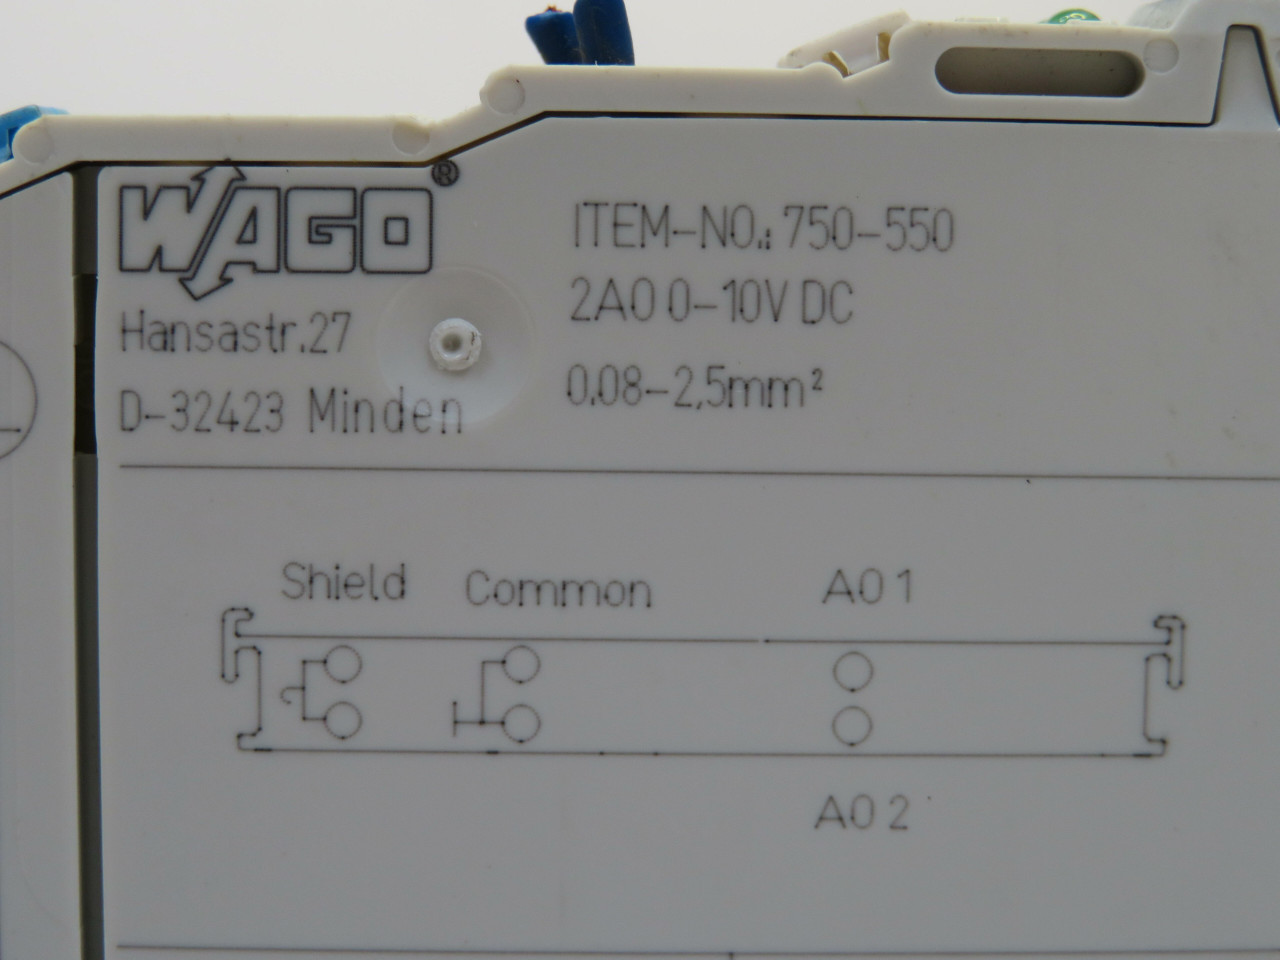 WAGO®
Hansastr.27
D-32423 Minden
ITEM-NO.: 750-550
2AO 0-10V DC
0,08-2,5mm²
Shield Common AO 1
AO 2